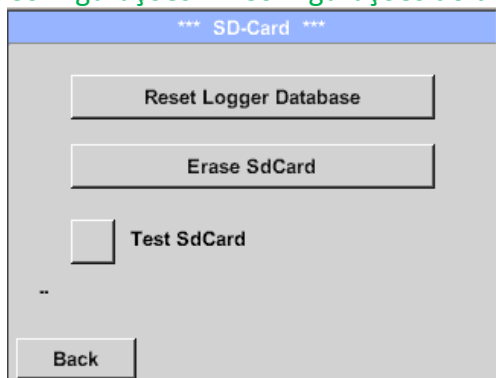 *** SD-Card ***
Reset Logger Database
Erase SdCard
Test SdCard
--
Back